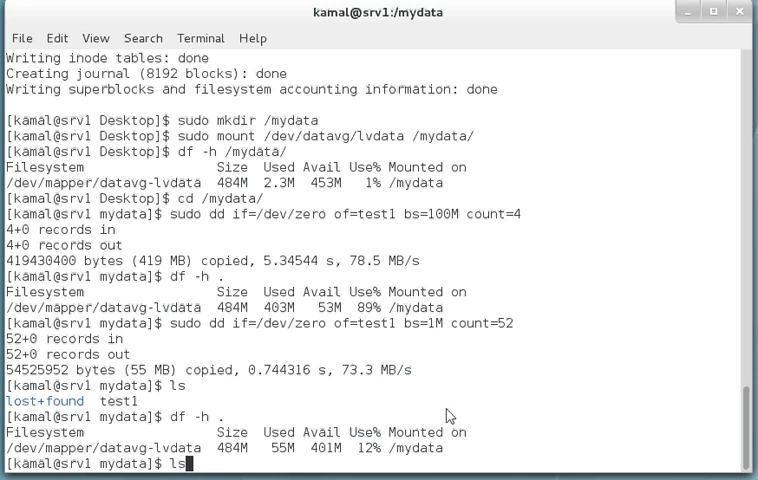 kamal@srv1:/mydata
File Edit View Search Terminal Help
Writing inode tables: done
Creating journal (8192 blocks): done
Writing superblocks and filesystem accounting information: done
[kamal@srv1 Desktop]$ sudo mkdir /mydata
[kamal@srv1 Desktop]$ sudo mount /dev/datavg/lvdata /mydata/
[kamal@srv1 Desktop]$ df -h /mydata/
Filesystem Size Used Avail Use% Mounted on
/dev/mapper/datavg-lvdata 484M 2.3M 453M 1% /mydata
[kamal@srv1 Desktop]$ cd /mydata/
[kamal@srv1 mydata]$ sudo dd if=/dev/zero of=test1 bs=100M count=4
4+0 records in
4+0 records out
419430400 bytes (419 MB) copied, 5.34544 s, 78.5 MB/s
[kamal@srv1 mydata]$ df -h .
Filesystem Size Used Avail Use% Mounted on
/dev/mapper/datavg-lvdata 484M 403M 53M 89% /mydata
[kamal@srv1 mydata]$ sudo dd if=/dev/zero of=test1 bs=1M count=52
52+0 records in
52+0 records out
54525952 bytes (55 MB) copied, 0.744316 s, 73.3 MB/s
[kamal@srv1 mydata]$ ls
lost+found test1
[kamal@srv1 mydata]$ df -h .
Filesystem Size Used Avail Use% Mounted on
/dev/mapper/datavg-lvdata 484M 55M 401M 12% /mydata
[kamal@srv1 mydata]$ ls